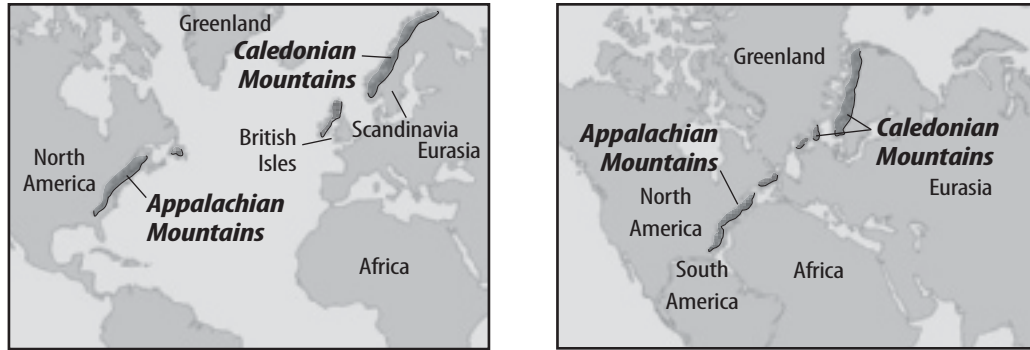 Greenland
Caledonian
Mountains
British
Isles
Scandinavia
Eurasia
North
America
Appalachian
Mountains
Africa
Greenland
Appalachian
Mountains
Caledonian
Mountains
Eurasia
North
America
South
America
Africa